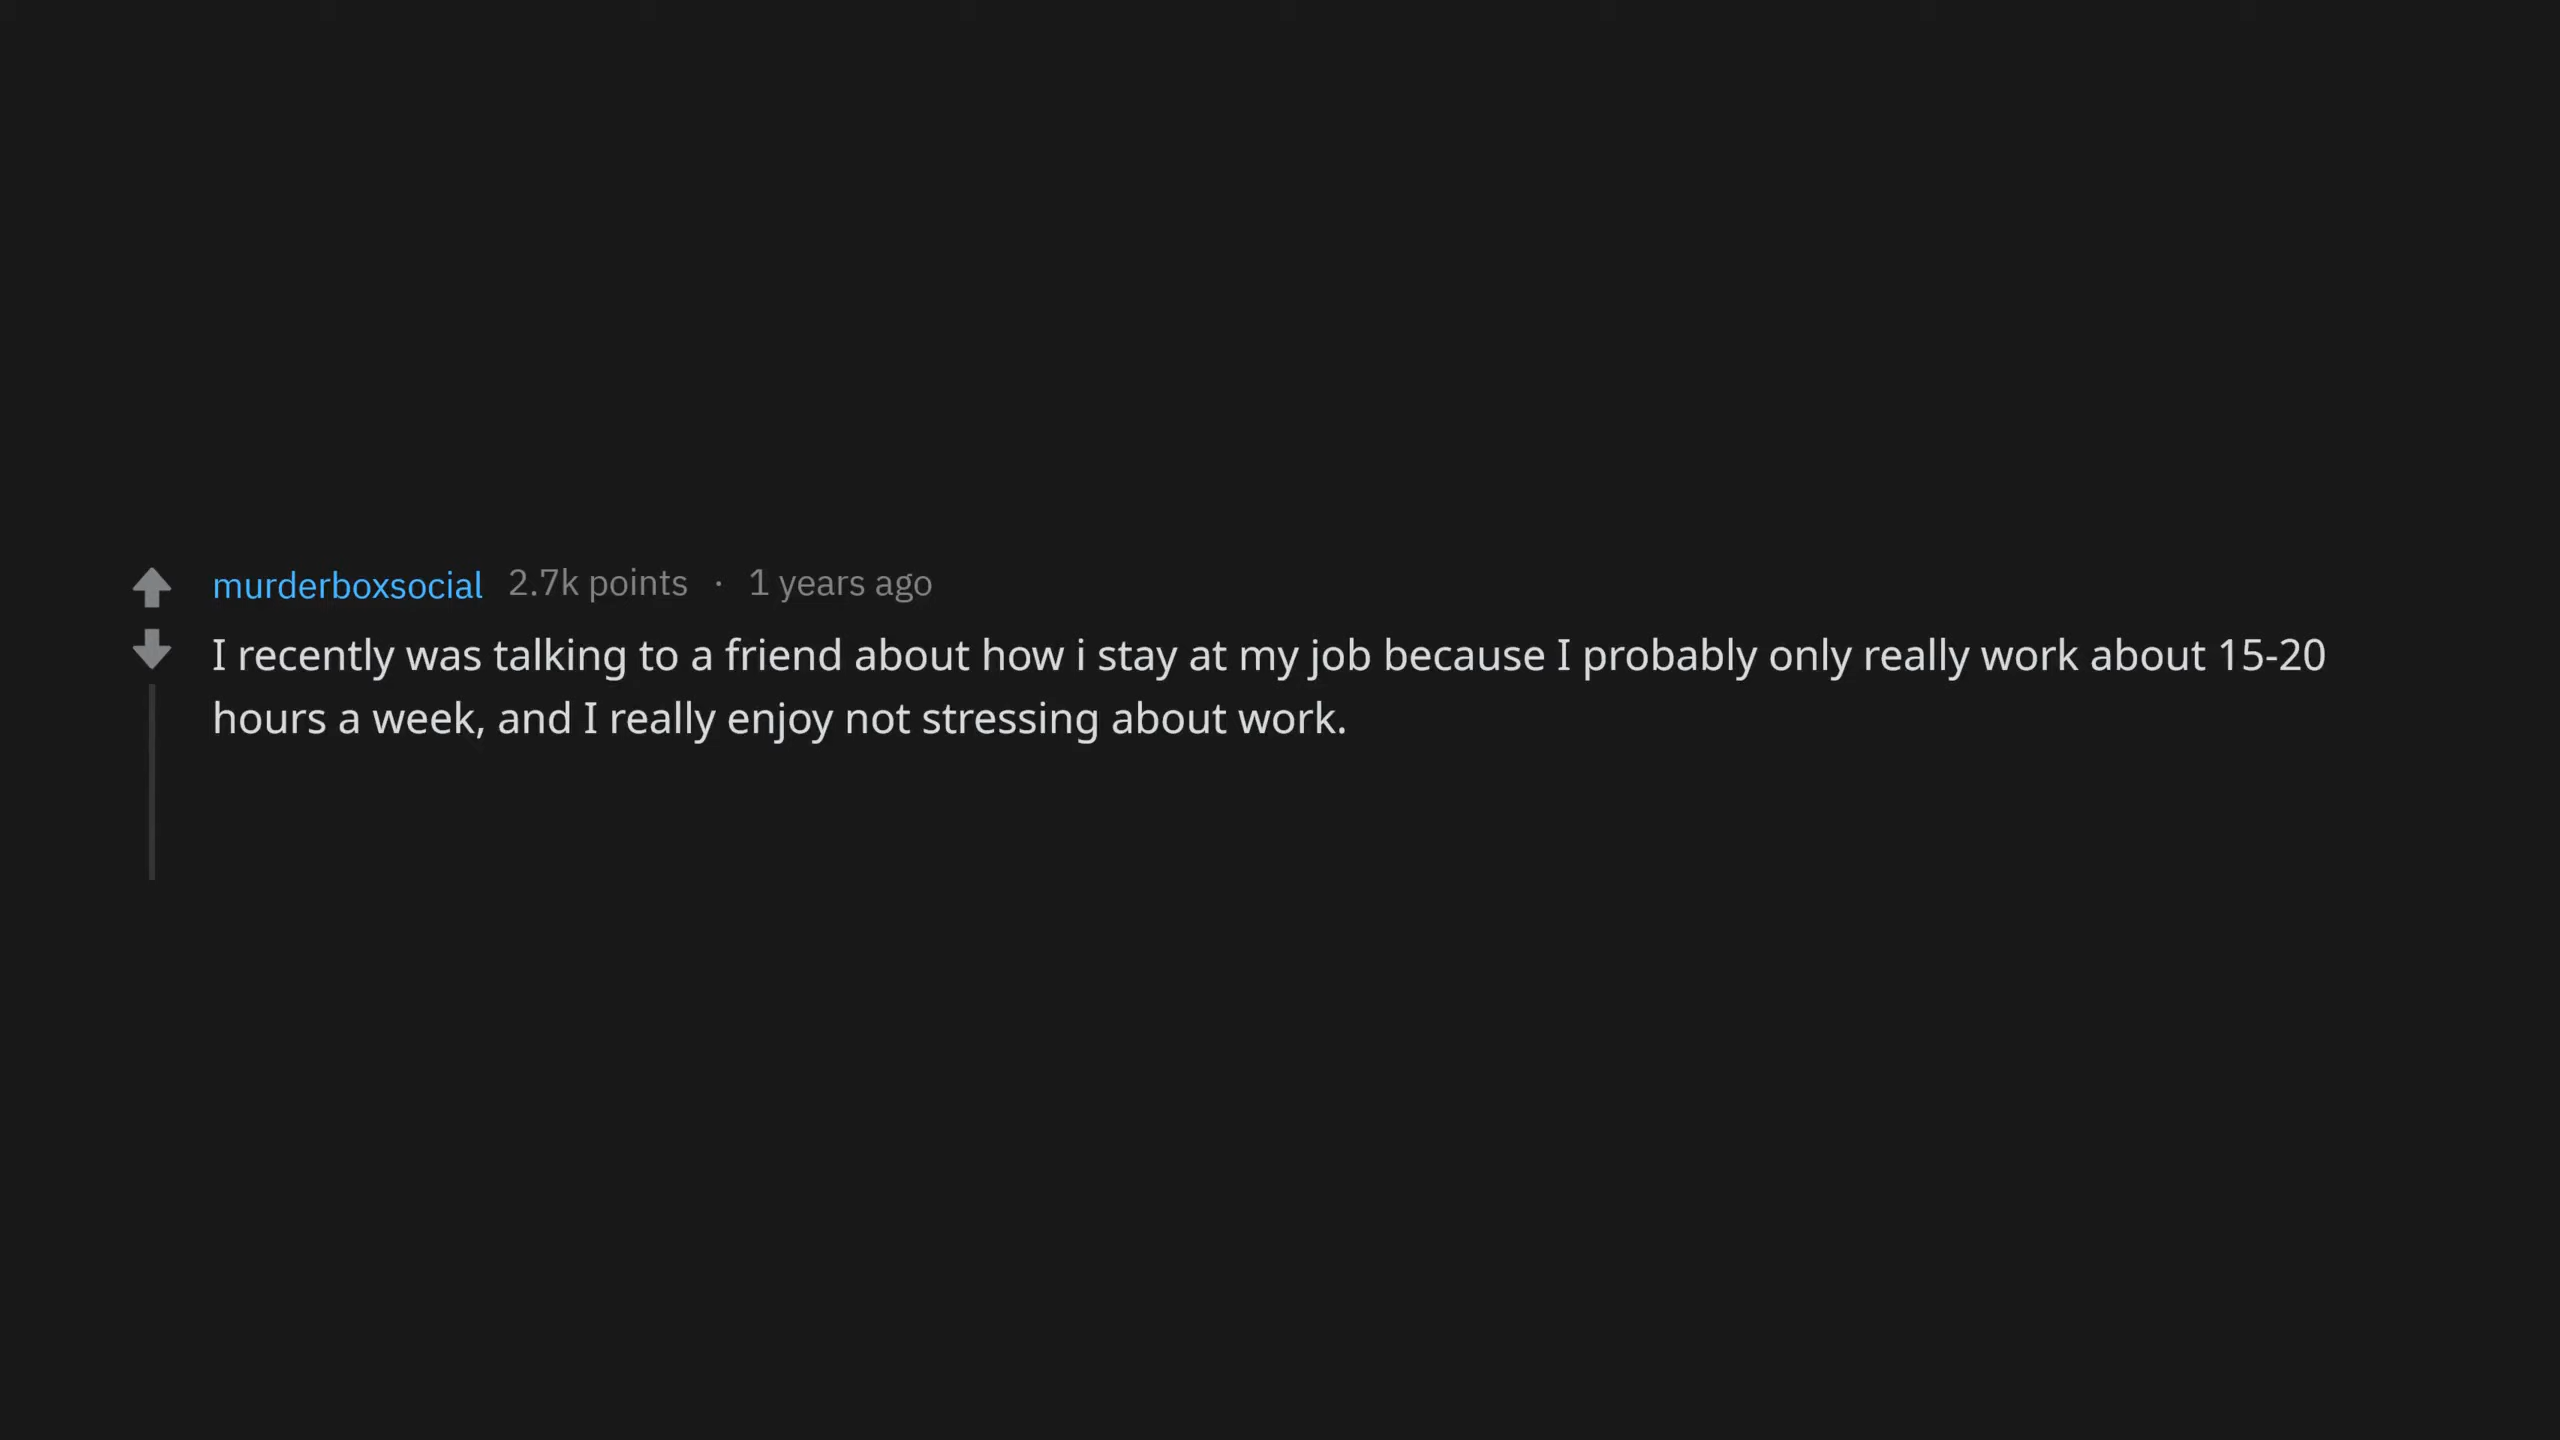 murderboxsocial 2.7k points · 1 years ago
I recently was talking to a friend about how i stay at my job because I probably only really work about 15-20
hours a week, and I really enjoy not stressing about work.